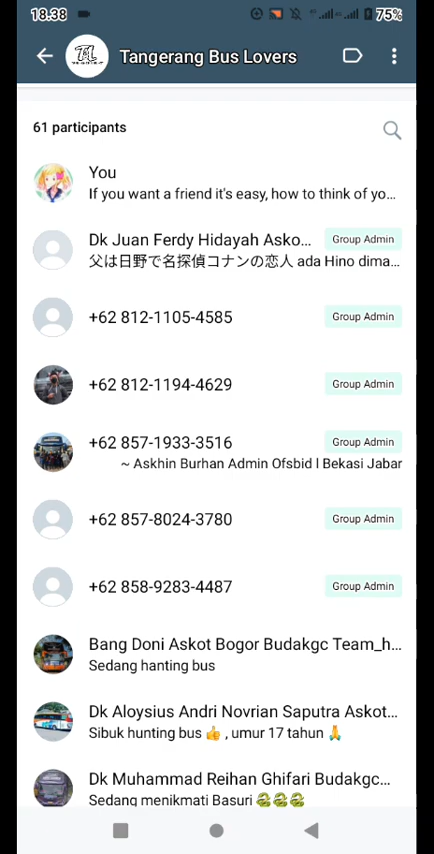 18.38
75%
Tangerang Bus Lovers
61 participants
You
If you want a friend it's easy, how to think of yo...
Dk Juan Ferdy Hidayah Asko...
Group Admin
父は日野で名探偵コナンの恋人 ada Hino dima...
+62 812-1105-4585
Group Admin
+62 812-1194-4629
Group Admin
+62 857-1933-3516
Group Admin
~ Askhin Burhan Admin Ofsbid l Bekasi Jabar
+62 857-8024-3780
Group Admin
+62 858-9283-4487
Group Admin
Bang Doni Askot Bogor Budakgc Team_h...
Sedang hanting bus
Dk Aloysius Andri Novrian Saputra Askot...
Sibuk hunting bus 👍 , umur 17 tahun 🙏
Dk Muhammad Reihan Ghifari Budakgc...
Sedang menikmati Basuri 🐲🐲🐲